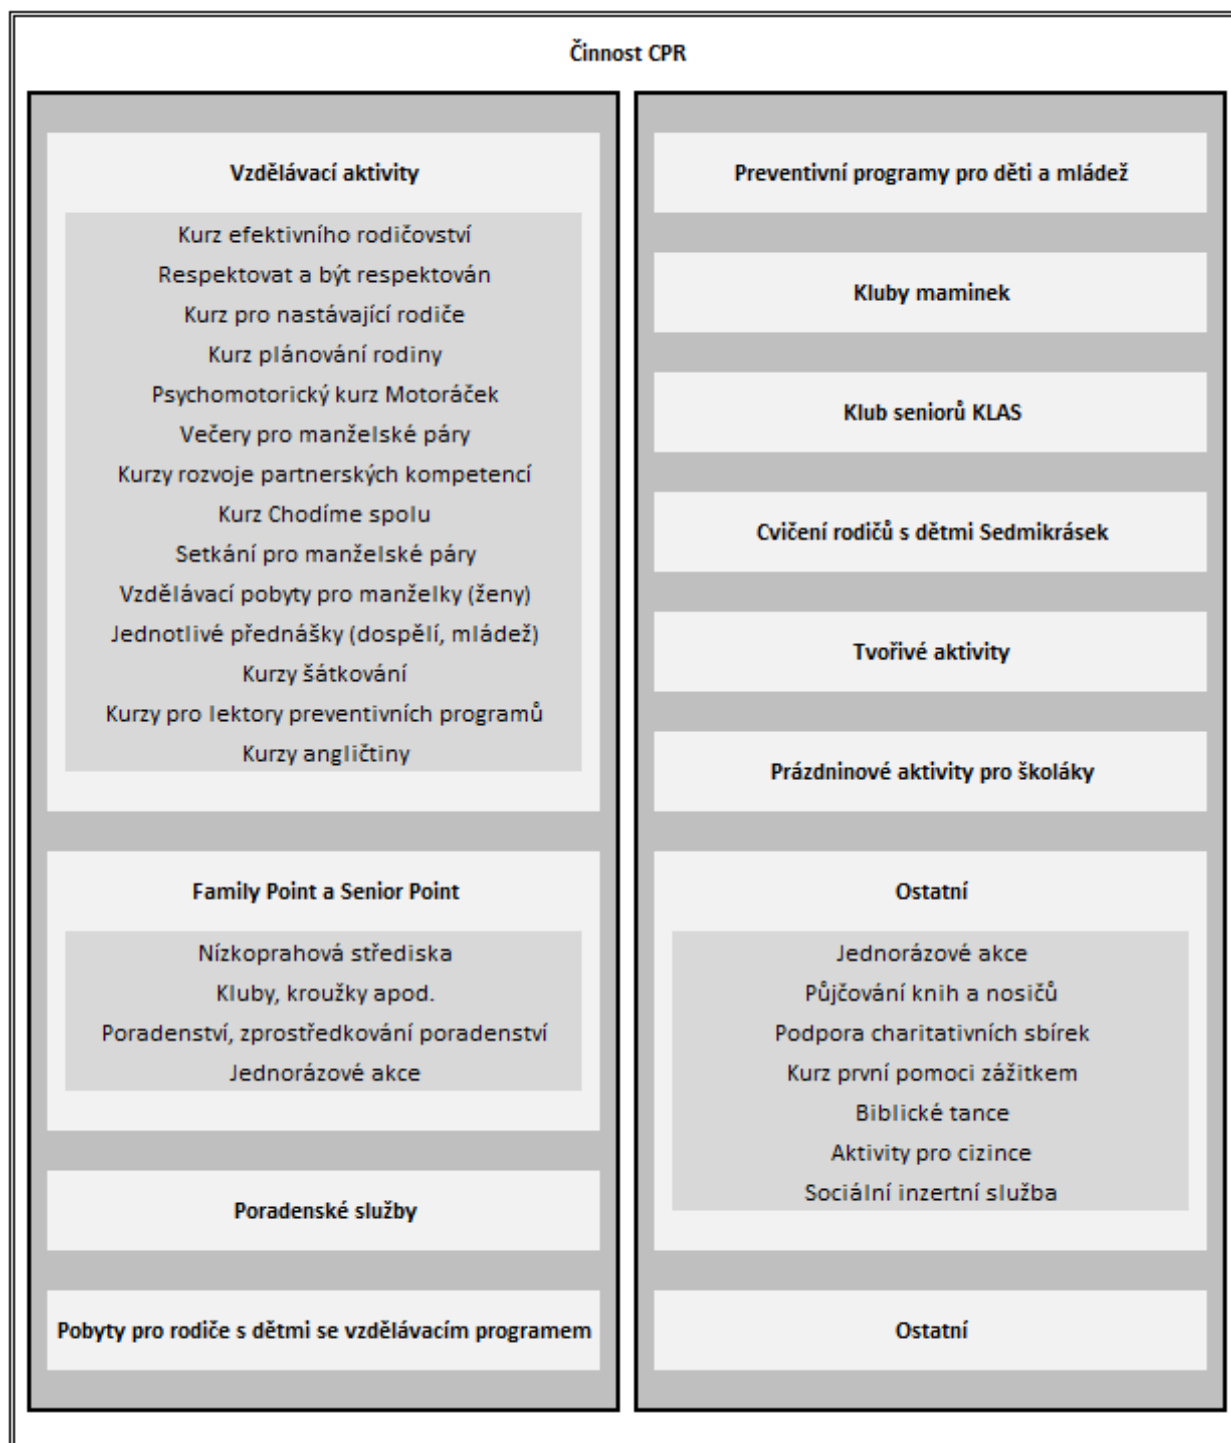 Činnost CPR
Vzdělávací aktivity
Kurz efektivního rodičovství
Respektovat a být respektován
Kurz pro nastávající rodiče
Kurz plánování rodiny
Psychomotorický kurz Motoráček
Večery pro manželské páry
Kurzy rozvoje partnerských kompetencí
Kurz Chodíme spolu
Setkání pro manželské páry
Vzdělávací pobyty pro manželky (ženy)
Jednotlivé přednášky (dospělí, mládež)
Kurzy šátkování
Kurzy pro lektory preventivních programů
Kurzy angličtiny
Family Point a Senior Point
Nízkoprahová střediska
Kluby, kroužky apod.
Poradenství, zprostředkování poradenství
Jednorázové akce
Poradenské služby
Pobyty pro rodiče s dětmi se vzdělávacím programem
Preventivní programy pro děti a mládež
Kluby maminek
Klub seniorů KLAS
Cvičení rodičů s dětmi Sedmikrásek
Tvořivé aktivity
Prázdninové aktivity pro školáky
Ostatní
Jednorázové akce
Půjčování knih a nosičů
Podpora charitativních sbírek
Kurz první pomoci zážitkem
Biblické tance
Aktivity pro cizince
Sociální inzertní služba
Ostatní